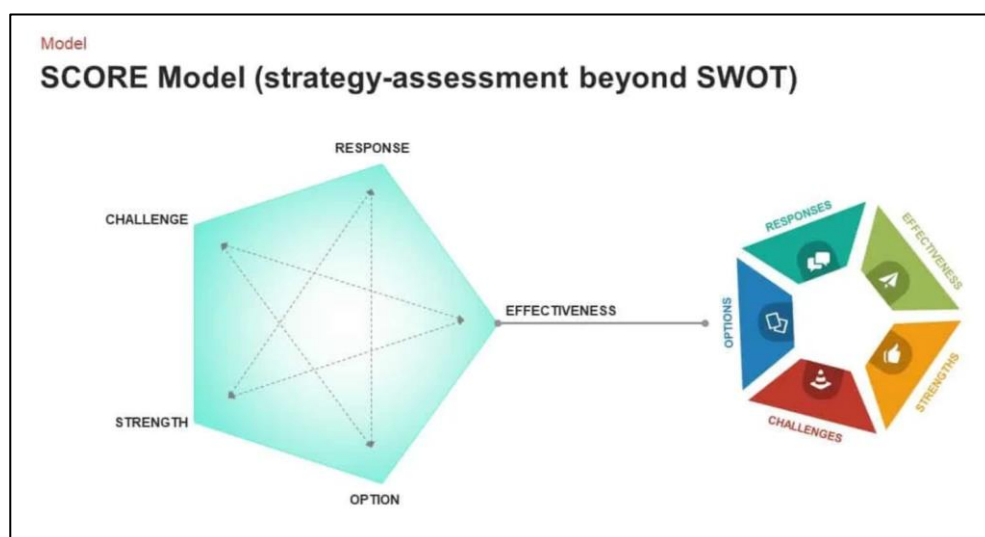 Model
SCORE Model (strategy-assessment beyond SWOT)
RESPONSE
CHALLENGE
EFFECTIVENESS
STRENGTH
OPTION
RESPONSES
EFFECTIVENESS
OPTIONS
STRENGTHS
CHALLENGES